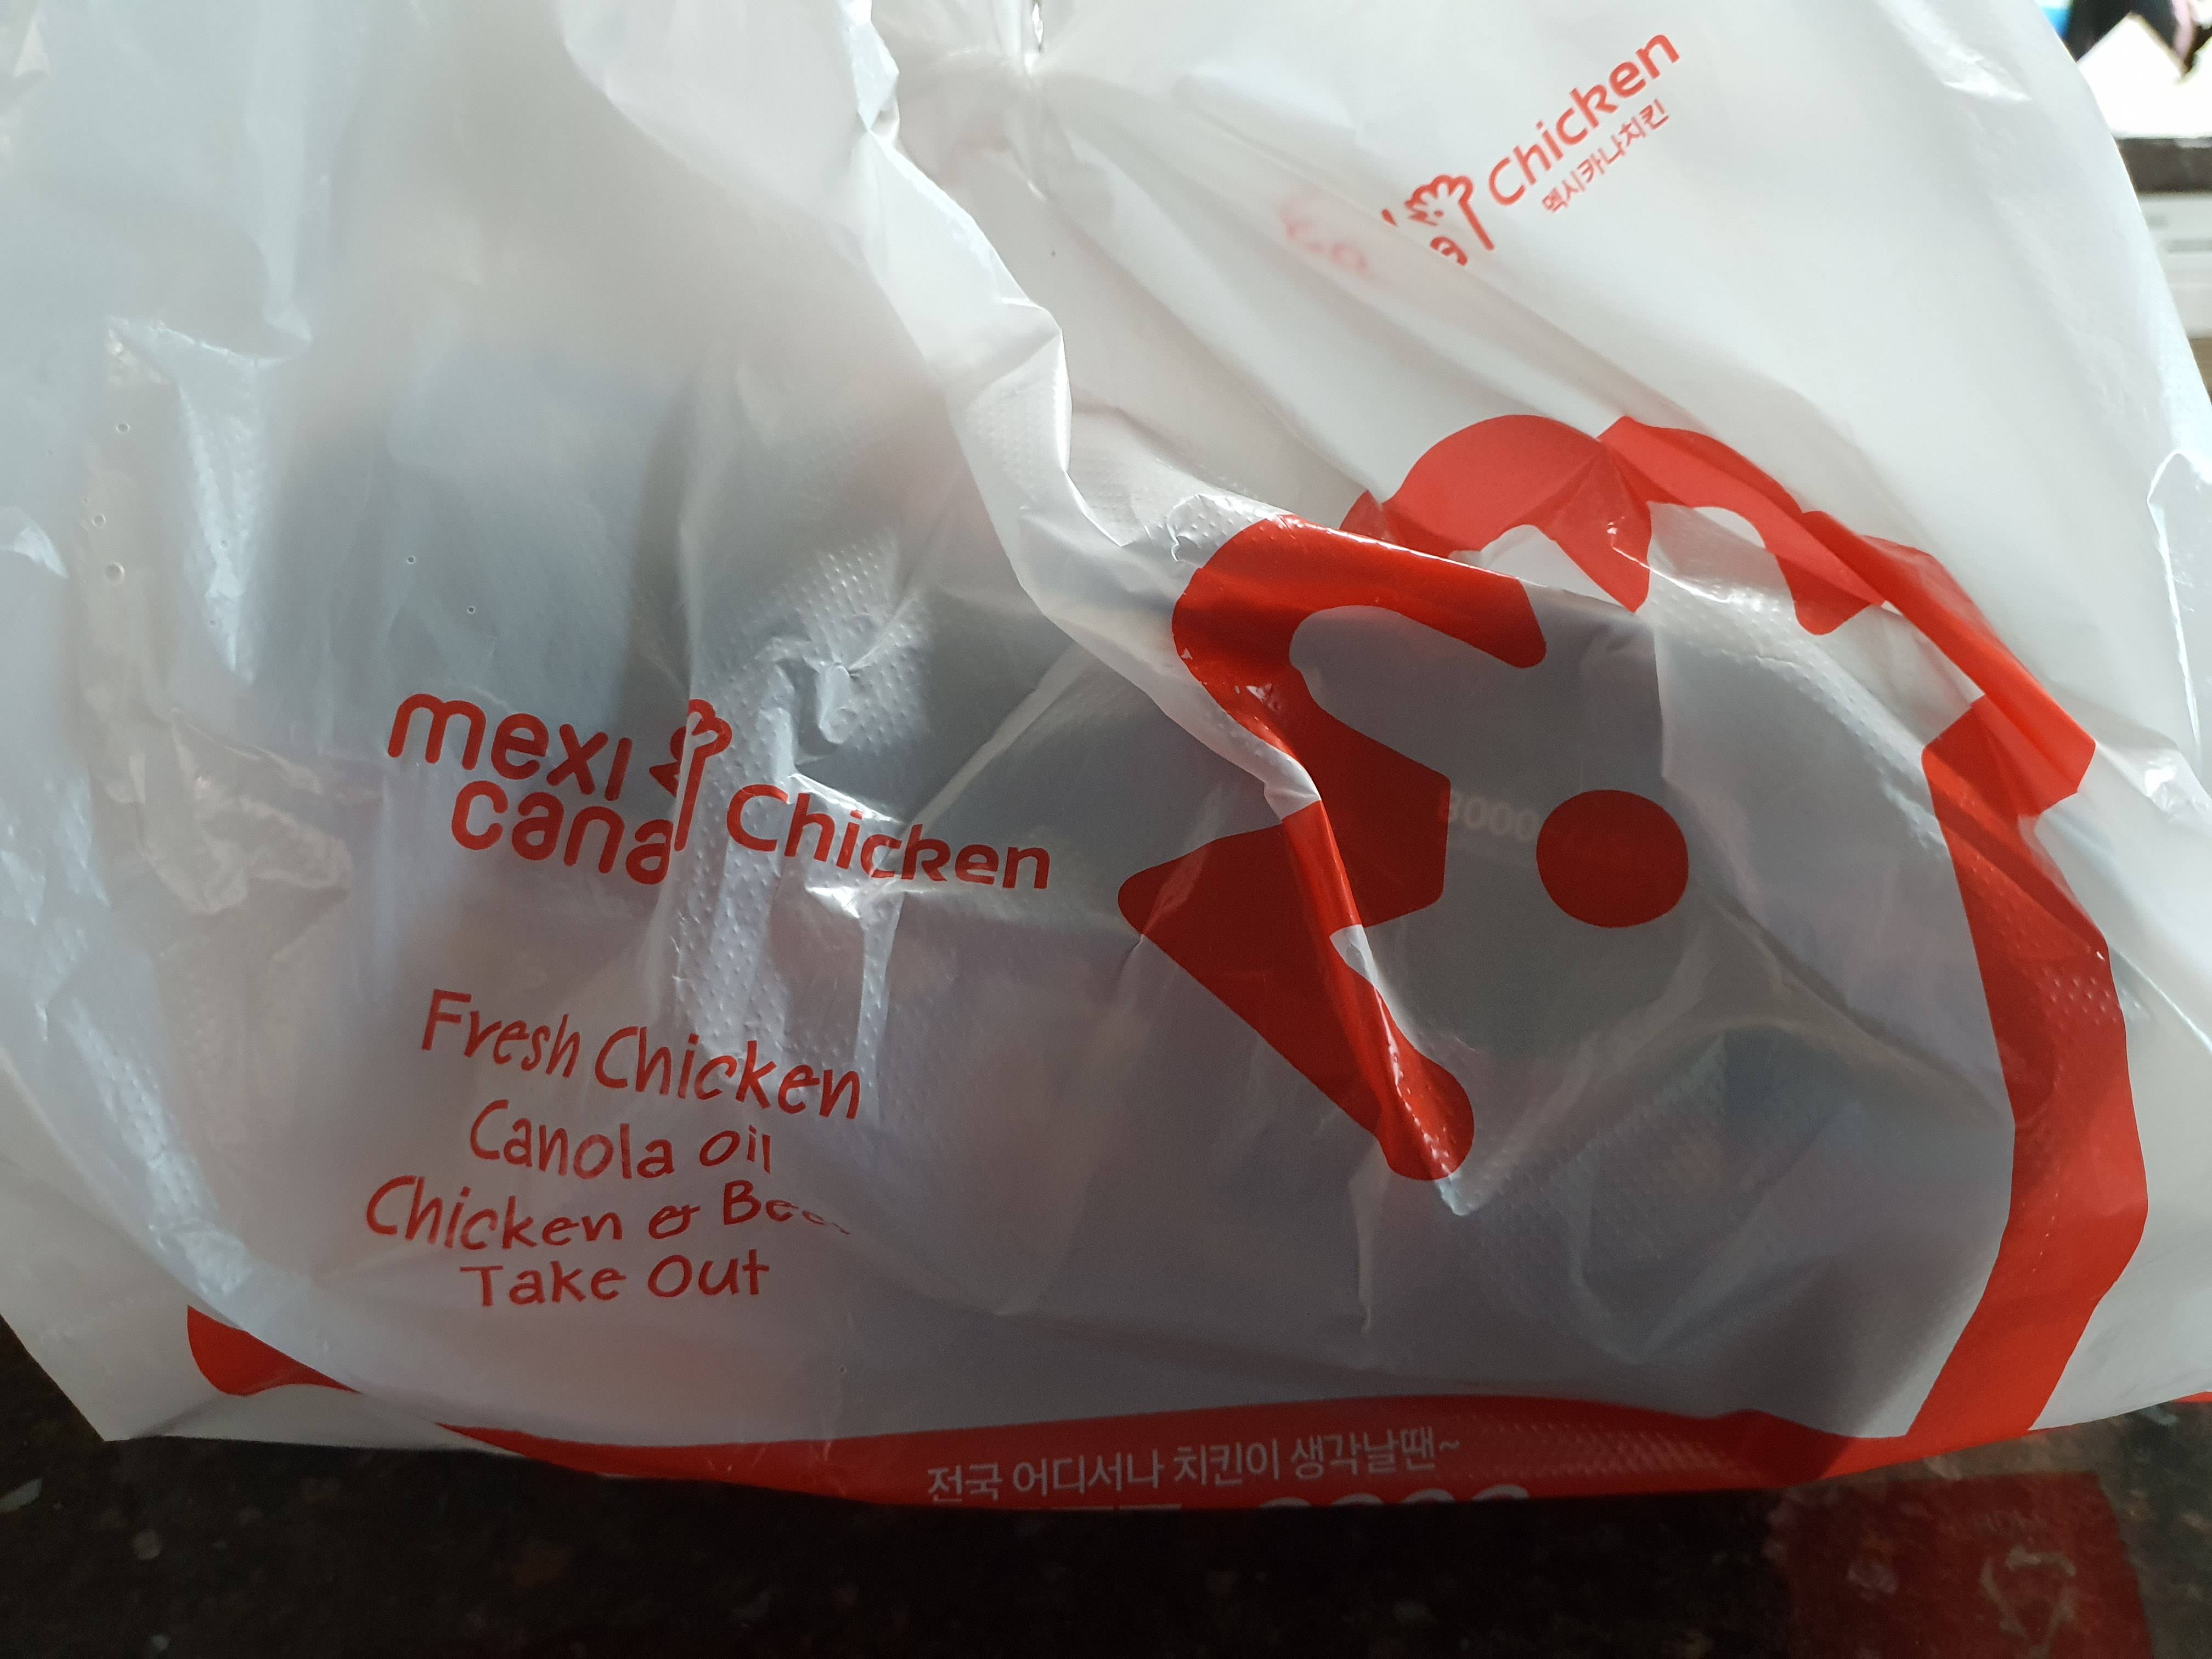 Chicken
멕시카나치킨
mexi
cana Chicken
Fresh Chicken
Canola oil
Chicken &
Take Out
전국 어디서나 치킨이 생각날땐~